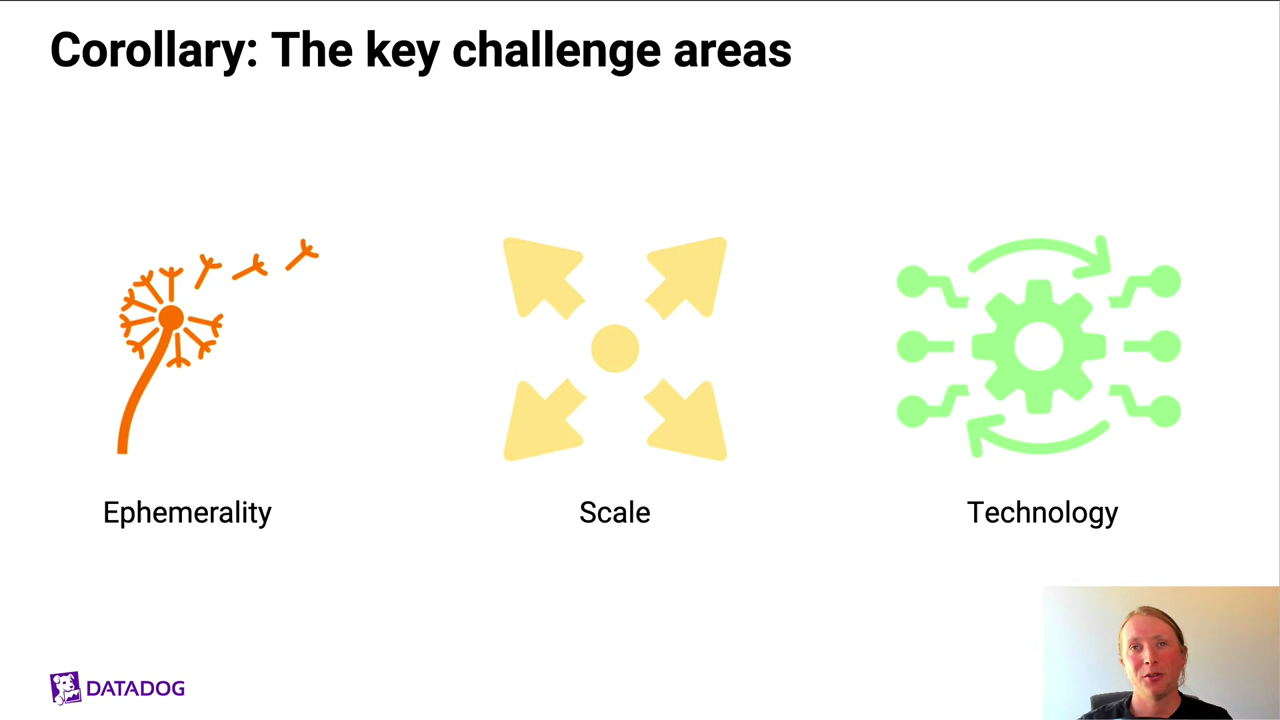 Corollary: The key challenge areas
Ephemerality
Scale
Technology
DATADOG